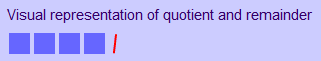 Visual representation of quotient and remainder